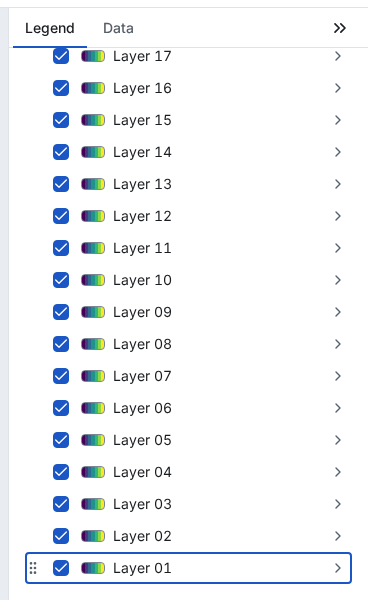 Legend Data
Layer 17
Layer 16
Layer 15
Layer 14
Layer 13
Layer 12
Layer 11
Layer 10
Layer 09
Layer 08
Layer 07
Layer 06
Layer 05
Layer 04
Layer 03
Layer 02
Layer 01